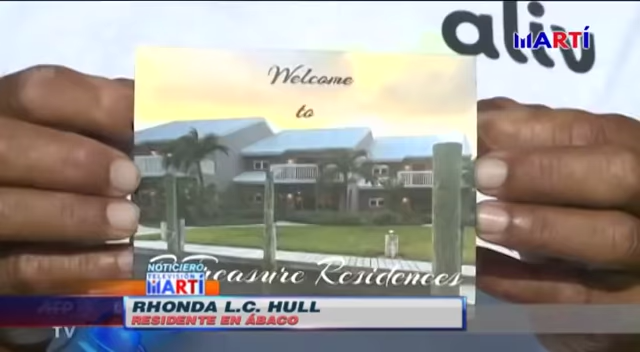 aliv
MARTÍ
Welcome
to
Treasure Residences
NOTICIERO
TELEVISIÓN
MARTÍ
RHONDA L.C. HULL
RESIDENTE EN ÁBACO
AFP
TV